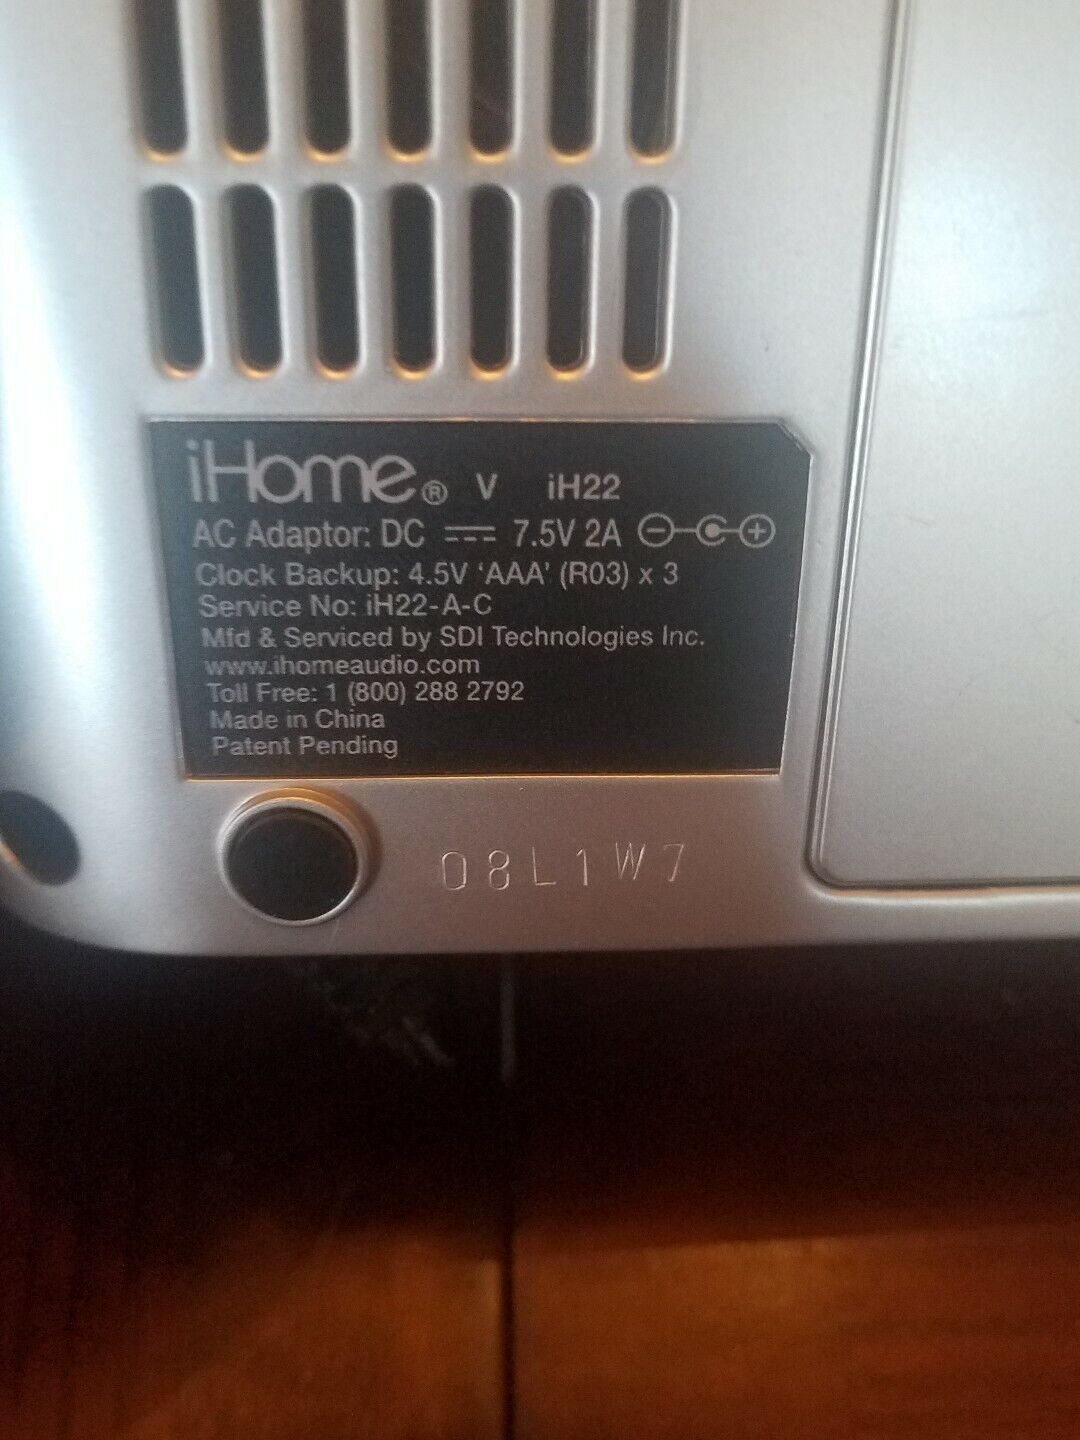 iHome® V iH22
AC Adaptor: DC ⎓ 7.5V 2A
Clock Backup: 4.5V 'AAA' (R03) x 3
Service No: iH22-A-C
Mfd & Serviced by SDI Technologies Inc.
www.ihomeaudio.com
Toll Free: 1 (800) 288 2792
Made in China
Patent Pending
08L1W7